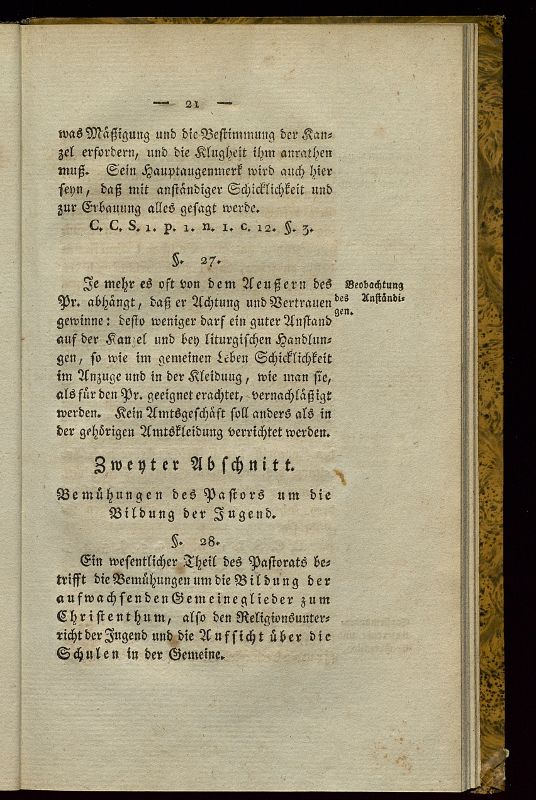 — 21 —
was Mäßigung und die Bestimmung der Kan-
zel erfordern, und die Klugheit ihm anrathen
muß. Sein Hauptaugenmerk wird auch hier
seyn, daß mit anständiger Schicklichkeit und
zur Erbauung alles gesagt werde.
C. C. S. 1. p. 1. n. 1. c. 12. §. 3.
§. 27.
Je mehr es oft von dem Aeußern des
Pr. abhängt, daß er Achtung und Vertrauen
gewinne: desto weniger darf ein guter Anstand
auf der Kanzel und bey liturgischen Handlun-
gen, so wie im gemeinen Leben Schicklichkeit
im Anzuge und in der Kleidung, wie man sie,
als für den Pr. geeignet erachtet, vernachläßigt
werden. Kein Amtsgeschäft soll anders als in
der gehörigen Amtskleidung verrichtet werden.
Beobachtung
des Anständi-
gen.
Zweyter Abschnitt.
Bemühungen des Pastors um die
Bildung der Jugend.
§. 28.
Ein wesentlicher Theil des Pastorats be-
trifft die Bemühungen um die Bildung der
aufwachsenden Gemeineglieder zum
Christenthum, also den Religionsunter-
richt der Jugend und die Aufsicht über die
Schulen in der Gemeine.